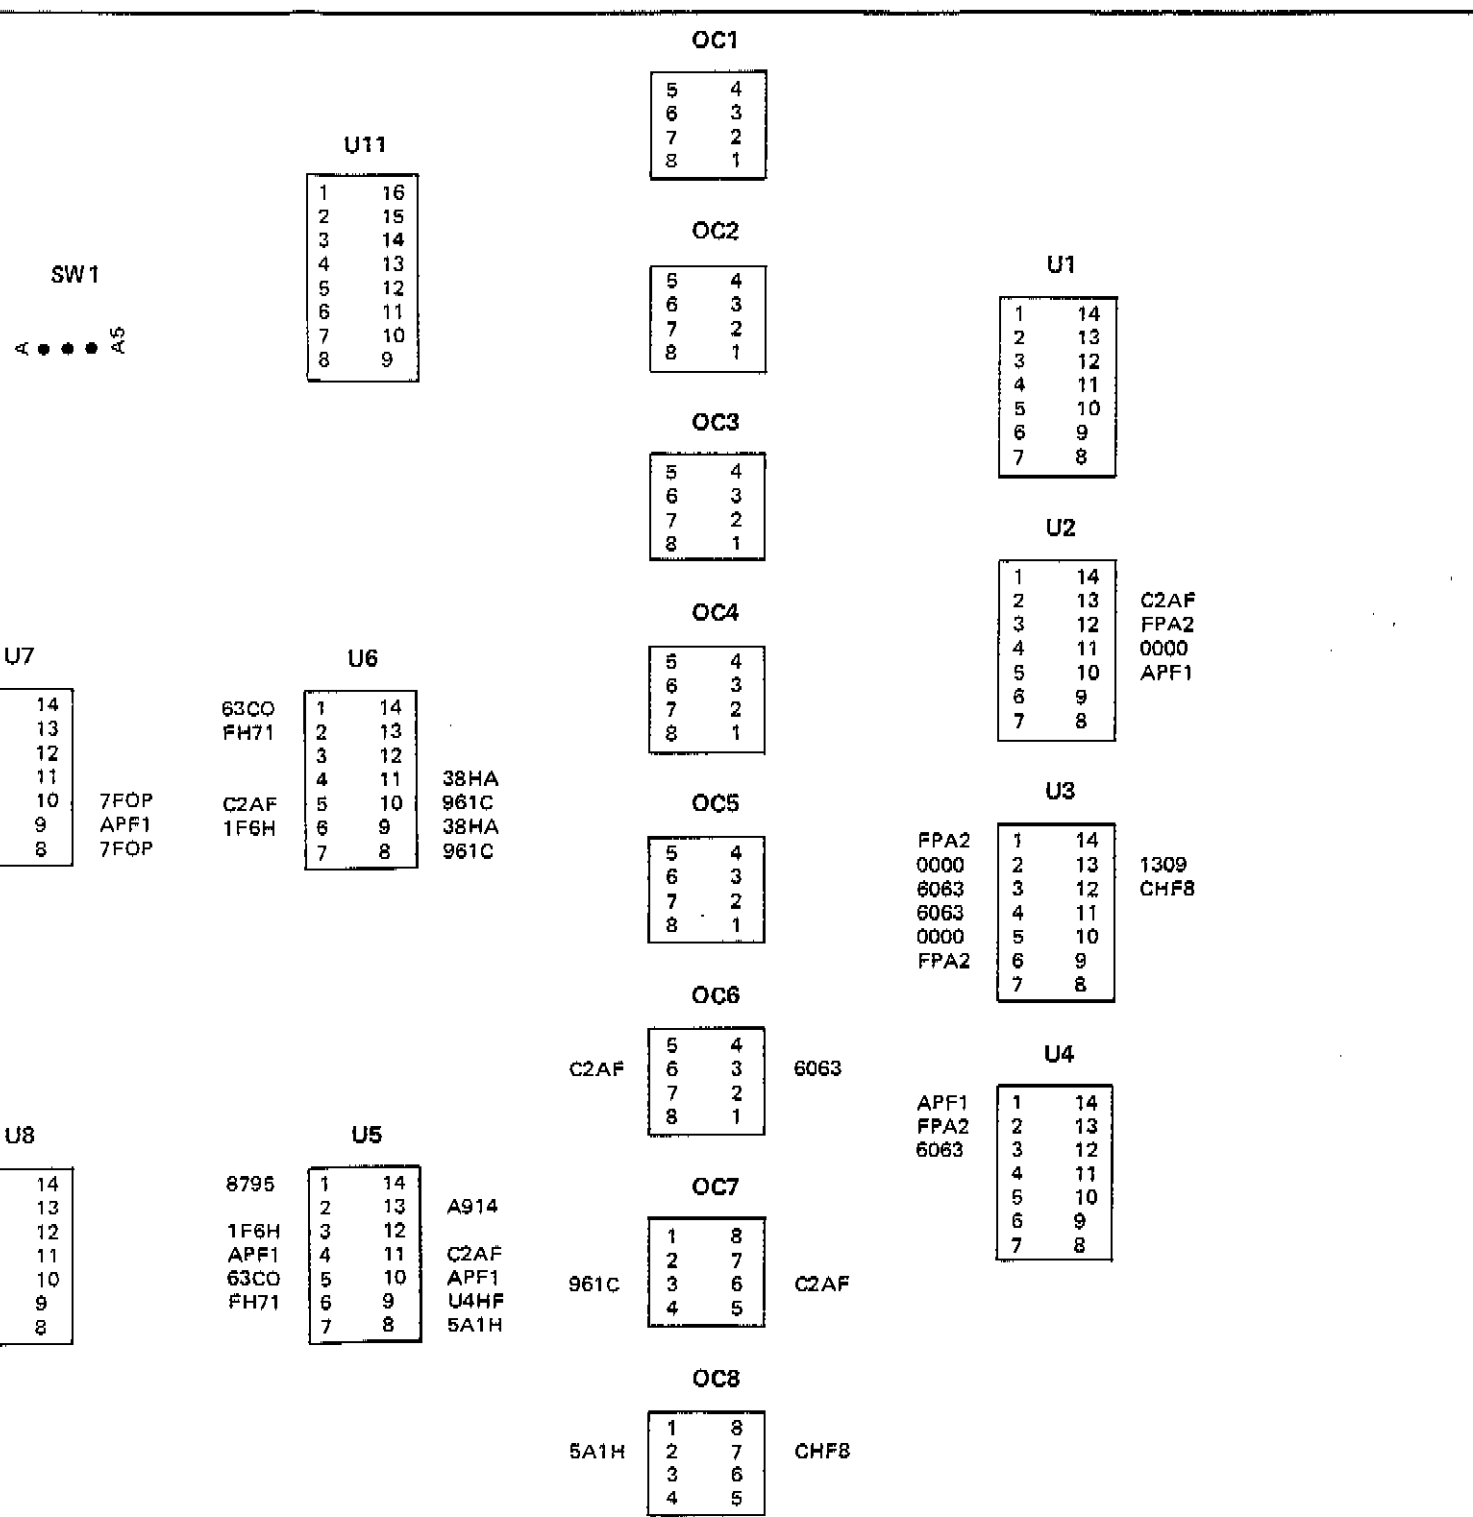 OC1
5 4
6 3
7 2
8 1
U11
1 16
2 15
3 14
4 13
5 12
6 11
7 10
8 9
SW1
A A5
OC2
5 4
6 3
7 2
8 1
U1
1 14
2 13
3 12
4 11
5 10
6 9
7 8
OC3
5 4
6 3
7 2
8 1
U2
1 14
2 13 C2AF
3 12 FPA2
4 11 0000
5 10 APF1
6 9
7 8
OC4
5 4
6 3
7 2
8 1
U7
14
13
12
11
10 7FOP
9 APF1
8 7FOP
U6
63CO 1 14
FH71 2 13
3 12
4 11 38HA
C2AF 5 10 961C
1F6H 6 9 38HA
7 8 961C
OC5
5 4
6 3
7 2
8 1
U3
FPA2 1 14
0000 2 13 1309
6063 3 12 CHF8
6063 4 11
0000 5 10
FPA2 6 9
7 8
OC6
5 4
C2AF 6 3 6063
7 2
8 1
U4
APF1 1 14
FPA2 2 13
6063 3 12
4 11
5 10
6 9
7 8
U8
14
13
12
11
10
9
8
U5
8795 1 14
2 13 A914
1F6H 3 12
APF1 4 11 C2AF
63CO 5 10 APF1
FH71 6 9 U4HF
7 8 5A1H
OC7
1 8
2 7
961C 3 6 C2AF
4 5
OC8
1 8
5A1H 2 7 CHF8
3 6
4 5